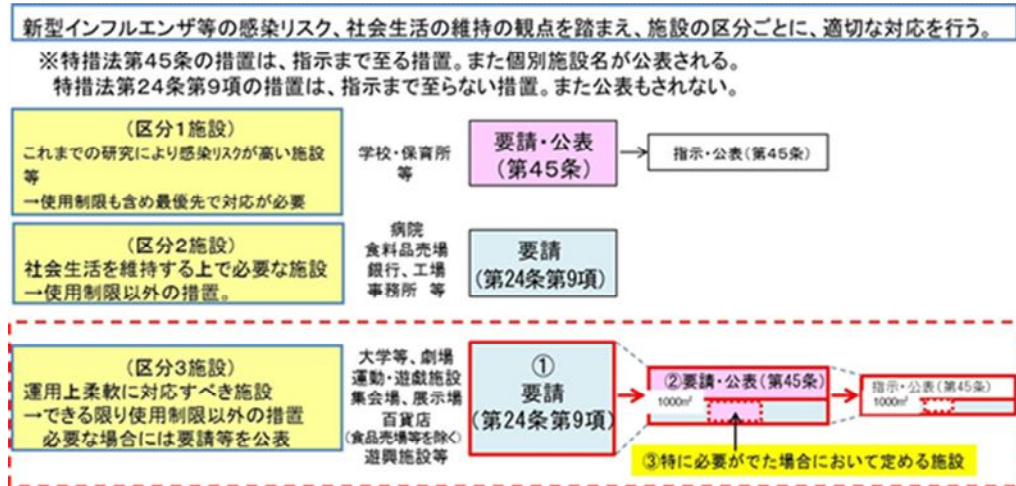 新型インフルエンザ等の感染リスク、社会生活の維持の観点を踏まえ、施設の区分ごとに、適切な対応を行う。
※特措法第45条の措置は、指示まで至る措置。また個別施設名が公表される。
特措法第24条第9項の措置は、指示まで至らない措置。また公表もされない。
(区分1施設)
これまでの研究により感染リスクが高い施設
等
→使用制限も含め最優先で対応が必要
学校・保育所
等
要請・公表
(第45条)
指示・公表(第45条)
(区分2施設)
社会生活を維持する上で必要な施設
→使用制限以外の措置。
病院
食料品売場
銀行、工場
事務所 等
要請
(第24条第9項)
(区分3施設)
運用上柔軟に対応すべき施設
→できる限り使用制限以外の措置
必要な場合には要請等を公表
大学等、劇場
運動・遊戯施設
集会場、展示場
百貨店
(食品売場等を除く)
遊興施設等
①
要請
(第24条第9項)
②要請・公表(第45条)
1000㎡
指示・公表(第45条)
1000㎡
③特に必要がでた場合において定める施設